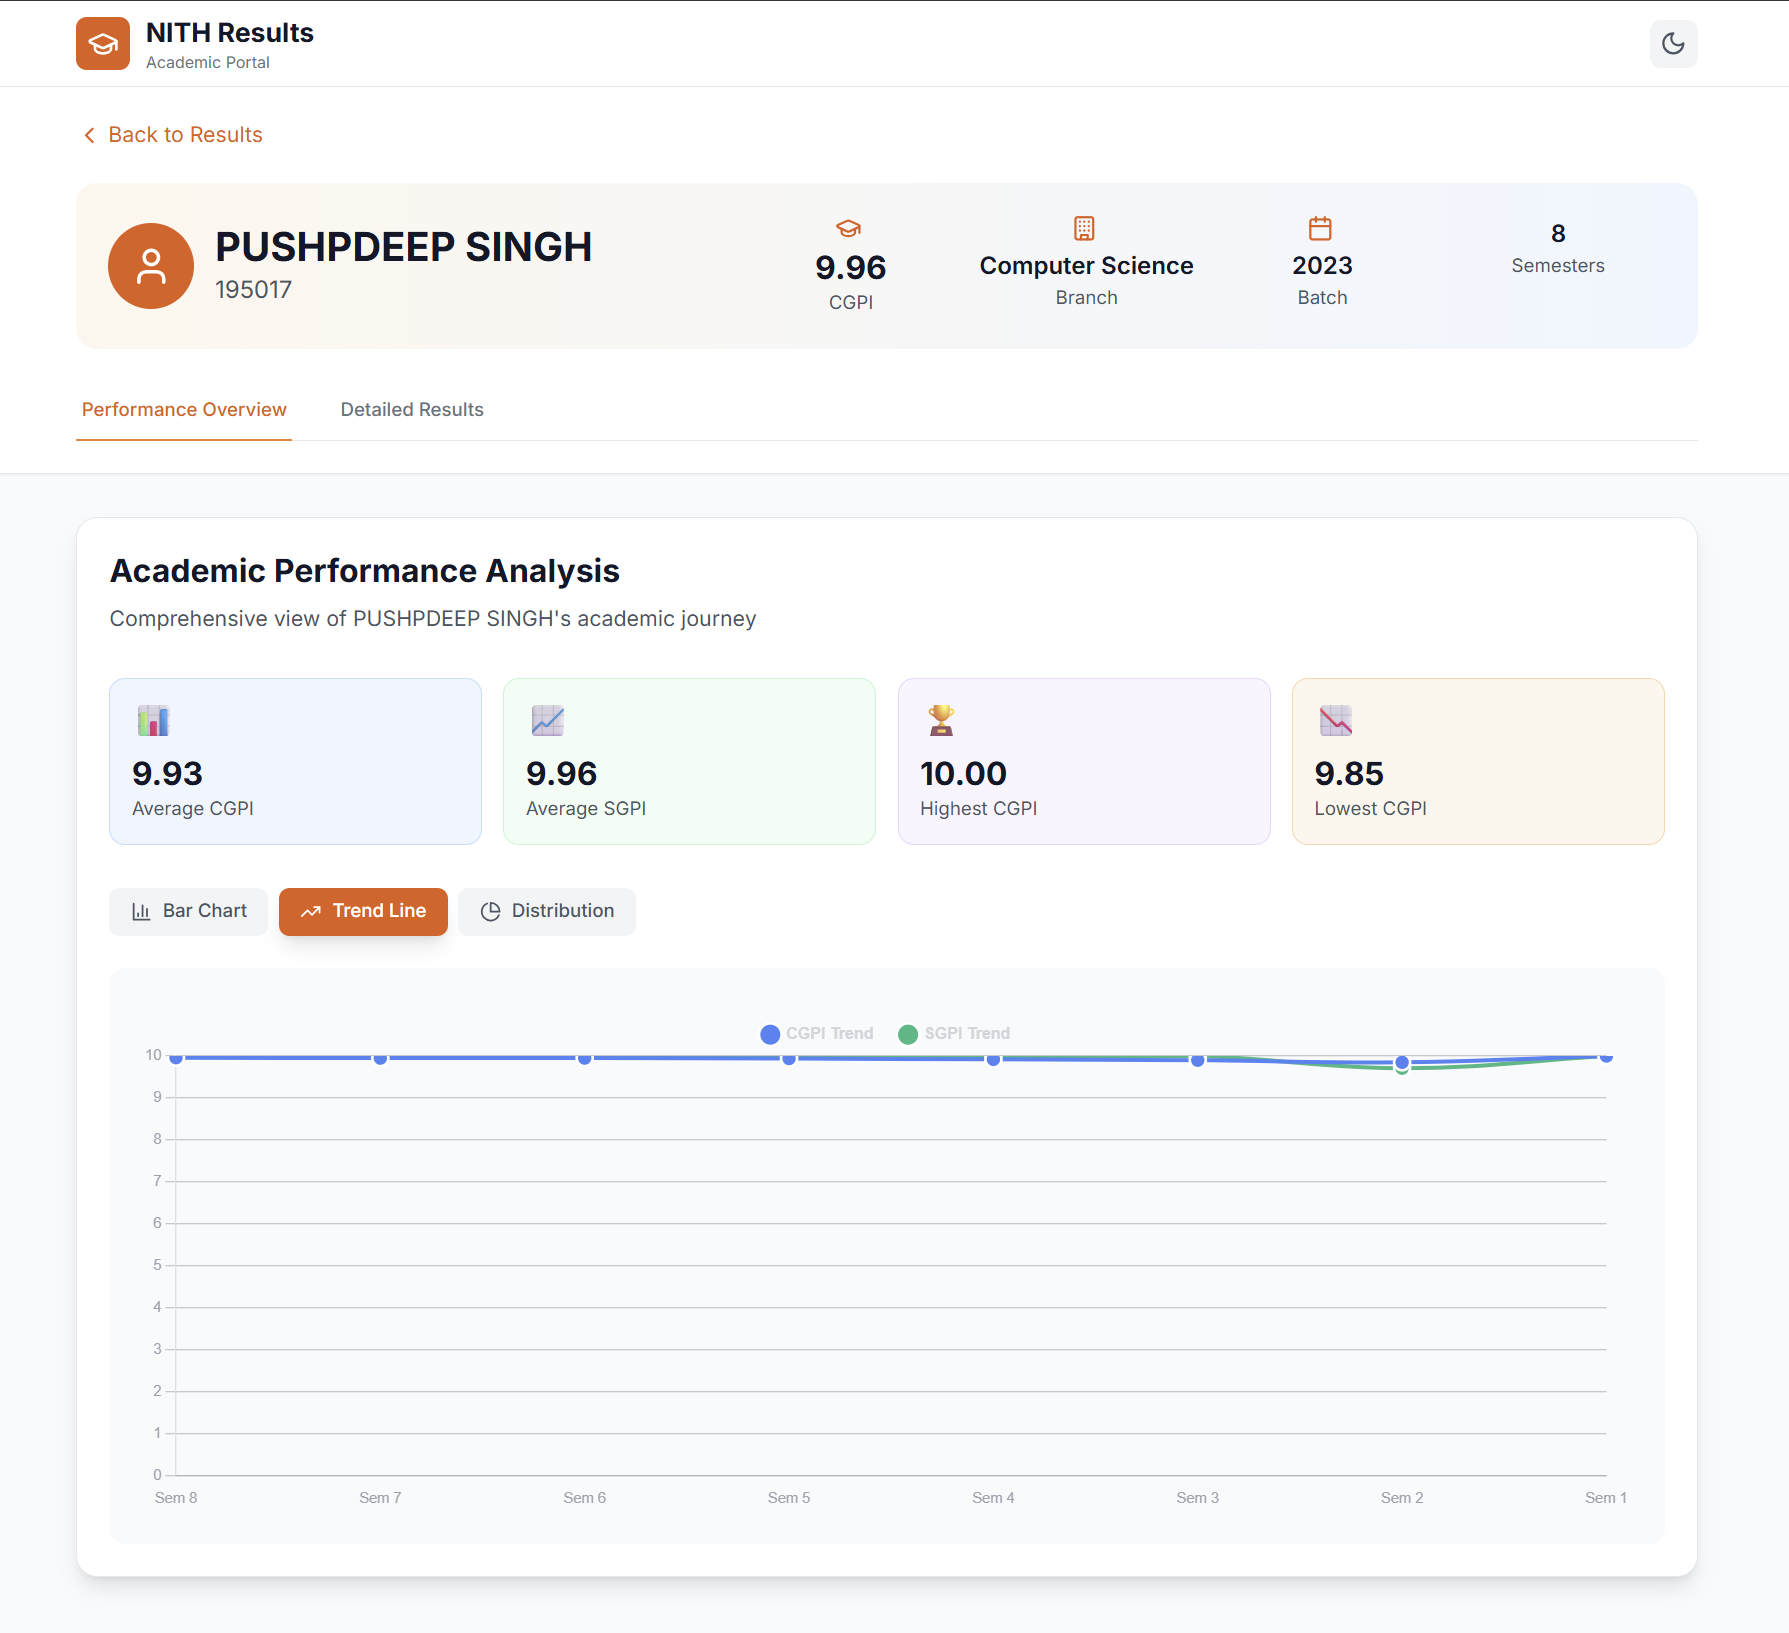 NITH Results
Academic Portal
Back to Results
PUSHPDEEP SINGH
195017
9.96
CGPI
Computer Science
Branch
2023
Batch
8
Semesters
Performance Overview
Detailed Results
Academic Performance Analysis
Comprehensive view of PUSHPDEEP SINGH's academic journey
9.93
Average CGPI
9.96
Average SGPI
10.00
Highest CGPI
9.85
Lowest CGPI
Bar Chart
Trend Line
Distribution
CGPI Trend
SGPI Trend
10
9
8
7
6
5
4
3
2
1
0
Sem 8
Sem 7
Sem 6
Sem 5
Sem 4
Sem 3
Sem 2
Sem 1